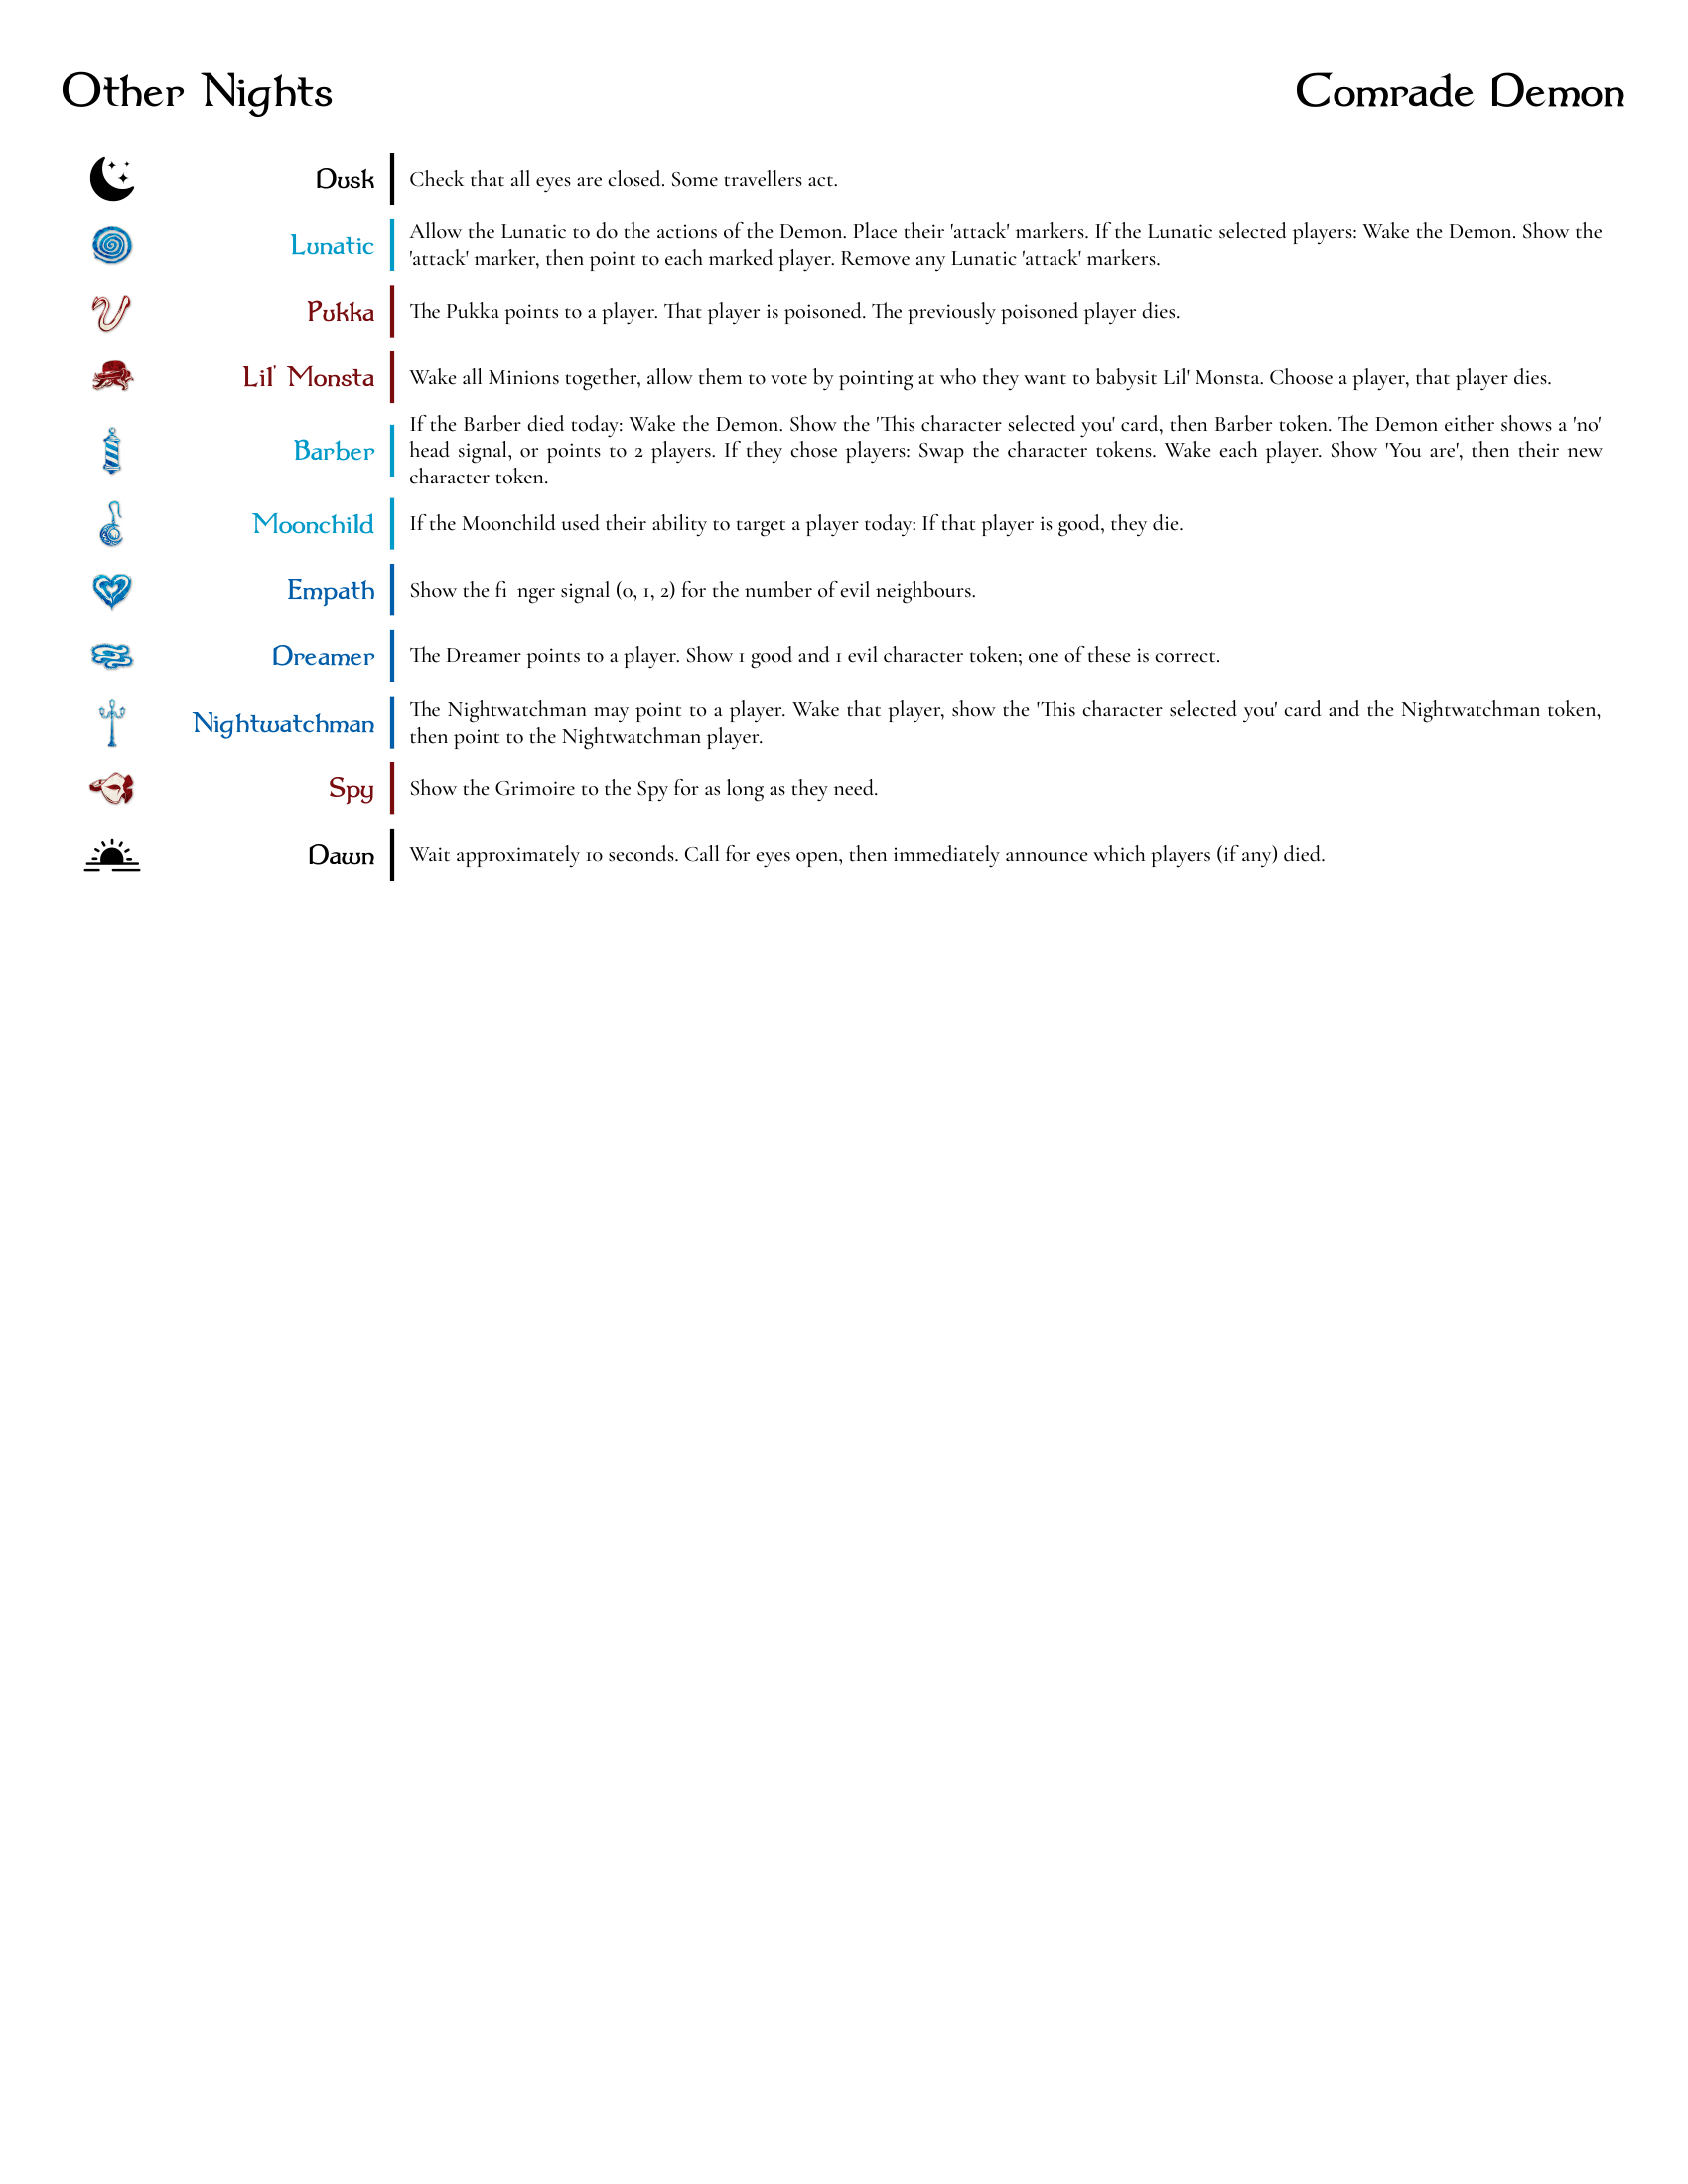 Other Nights
Comrade Demon
Dusk
Check that all eyes are closed. Some travellers act.
Lunatic
Allow the Lunatic to do the actions of the Demon. Place their 'attack' markers. If the Lunatic selected players: Wake the Demon. Show the
'attack' marker, then point to each marked player. Remove any Lunatic 'attack' markers.
Pukka
The Pukka points to a player. That player is poisoned. The previously poisoned player dies.
Lil' Monsta
Wake all Minions together, allow them to vote by pointing at who they want to babysit Lil' Monsta. Choose a player, that player dies.
Barber
If the Barber died today: Wake the Demon. Show the 'This character selected you' card, then Barber token. The Demon either shows a 'no'
head signal, or points to 2 players. If they chose players: Swap the character tokens. Wake each player. Show 'You are', then their new
character token.
Moonchild
If the Moonchild used their ability to target a player today: If that player is good, they die.
Empath
Show the fi nger signal (0, 1, 2) for the number of evil neighbours.
Dreamer
The Dreamer points to a player. Show 1 good and 1 evil character token; one of these is correct.
Nightwatchman
The Nightwatchman may point to a player. Wake that player, show the 'This character selected you' card and the Nightwatchman token,
then point to the Nightwatchman player.
Spy
Show the Grimoire to the Spy for as long as they need.
Dawn
Wait approximately 10 seconds. Call for eyes open, then immediately announce which players (if any) died.